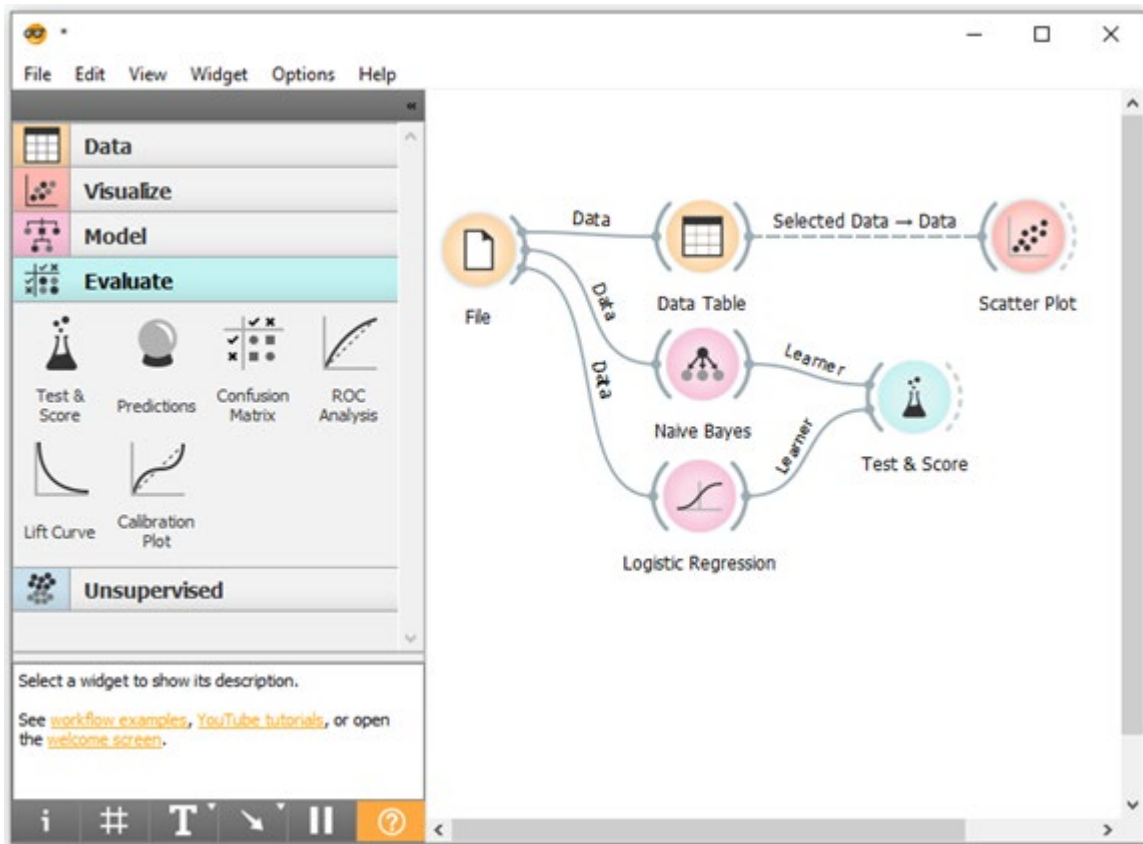 File Edit View Widget Options Help
Data
Visualize
Model
Evaluate
Test &
Score
Predictions
Confusion
Matrix
ROC
Analysis
Lift Curve
Calibration
Plot
Unsupervised
Select a widget to show its description.
See workflow examples, YouTube tutorials, or open
the welcome screen.
File
Data
Data Table
Selected Data → Data
Scatter Plot
Data
Naive Bayes
Learner
Test & Score
Data
Logistic Regression
Learner